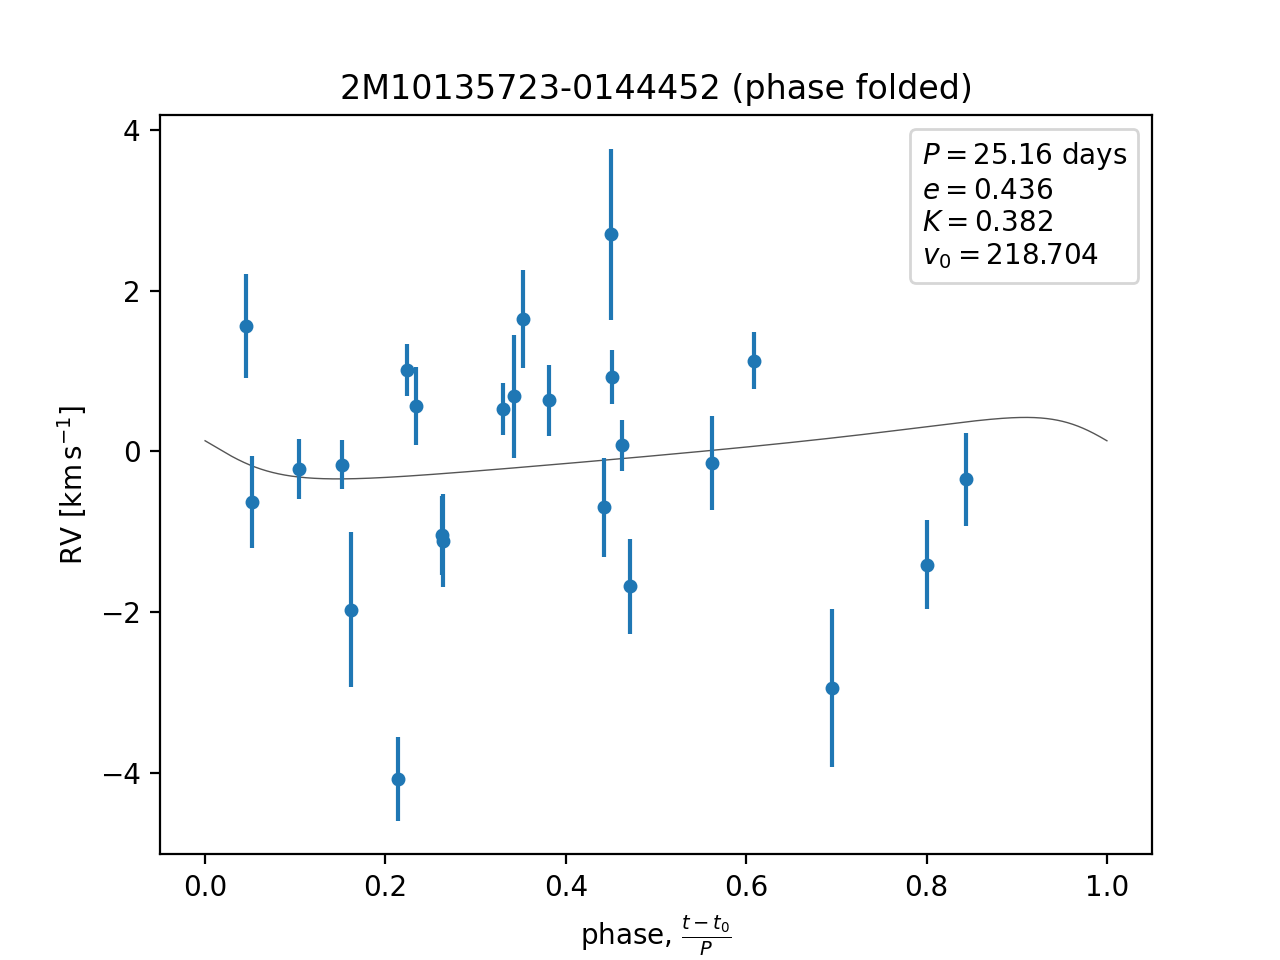 2M10135723-0144452 (phase folded)
P = 25.16 days
e = 0.436
K = 0.382
v₀ = 218.704
4
2
0
−2
−4
RV [km s⁻¹]
0.0 0.2 0.4 0.6 0.8 1.0
phase, (t − t₀)/P